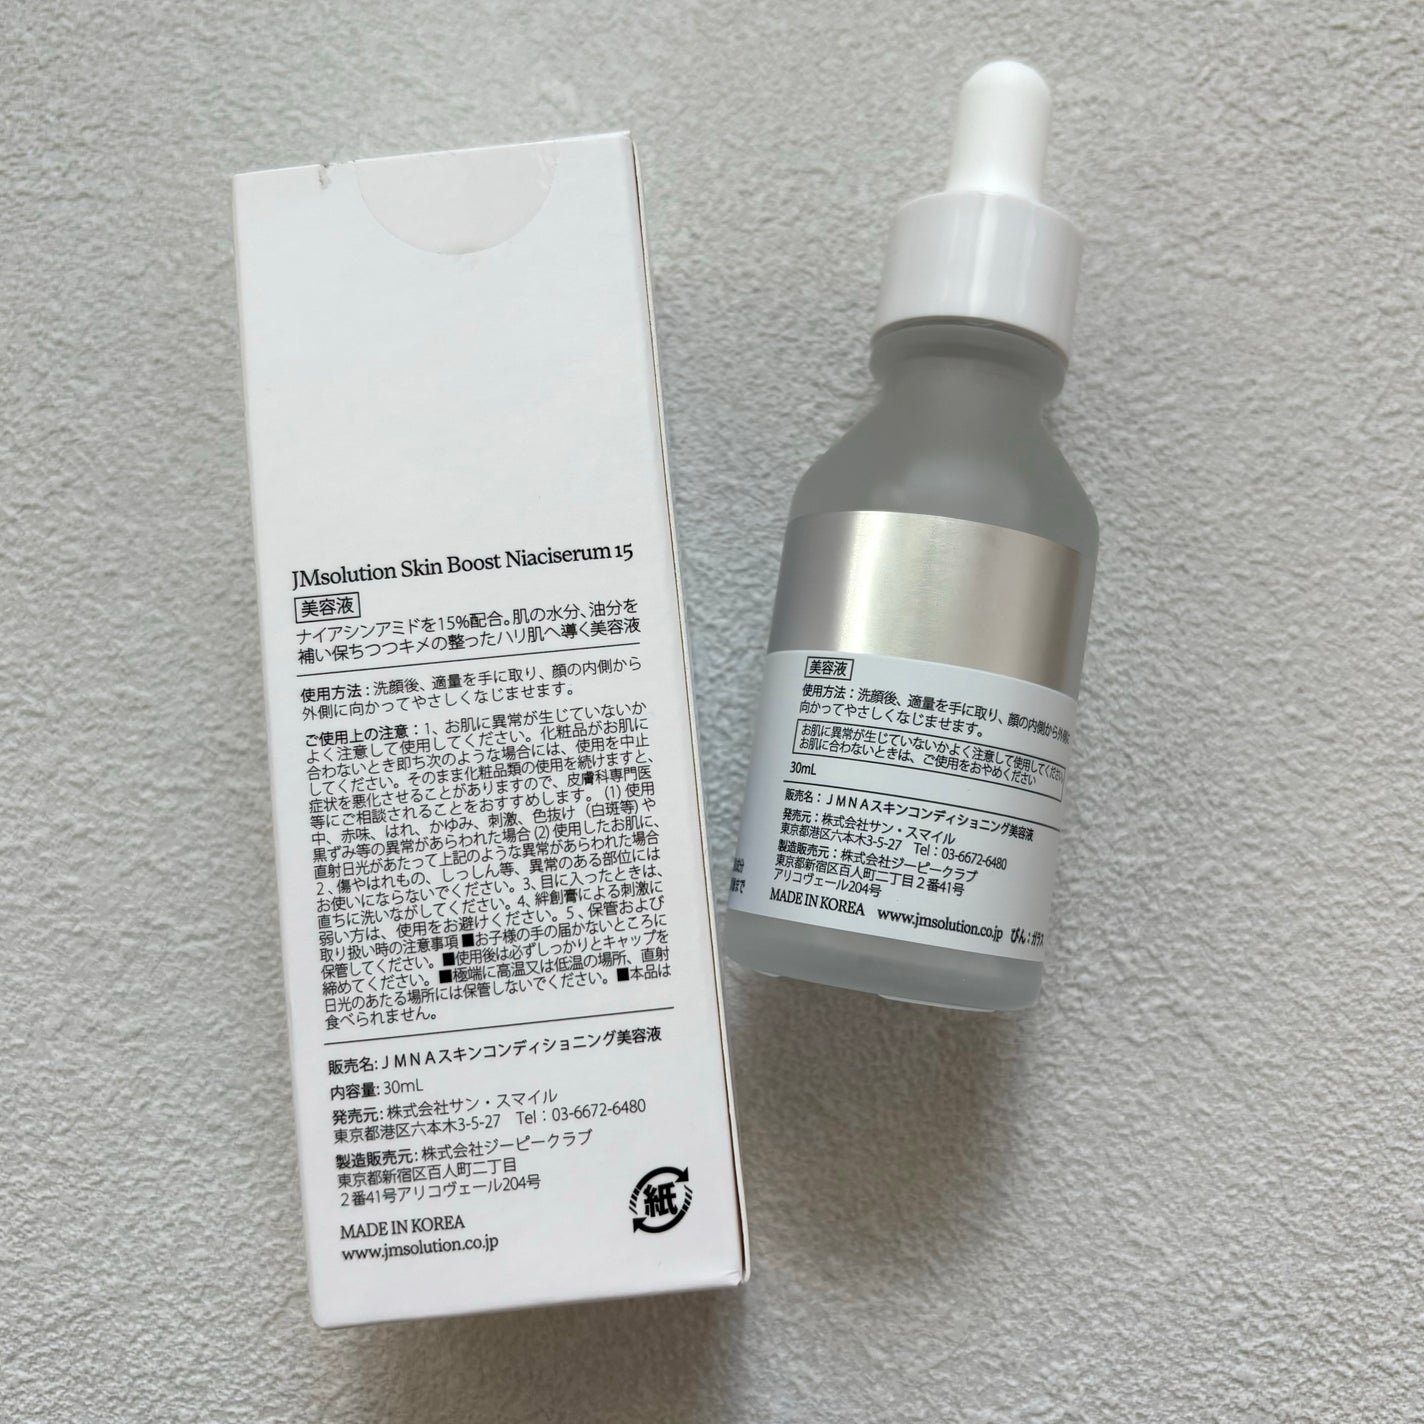 JMsolution Skin Boost Niaciserum 15
美容液
ナイアシンアミドを15%配合。肌の水分、油分を
補い保ちつつキメの整ったハリ肌へ導く美容液
使用方法：洗顔後、適量を手に取り、顔の内側から
外側に向かってやさしくなじませます。
ご使用上の注意：1、お肌に異常が生じていないか
よく注意して使用してください。化粧品がお肌に
合わないとき即ち次のような場合には、使用を中止
してください。そのまま化粧品類の使用を続けますと、
症状を悪化させることがありますので、皮膚科専門医
等にご相談されることをおすすめします。(1) 使用
中、赤味、はれ、かゆみ、刺激、色抜け（白斑等）や
黒ずみ等の異常があらわれた場合 (2) 使用したお肌に、
直射日光があたって上記のような異常があらわれた場合
2、傷やはれもの、しっしん等、異常のある部位には
お使いにならないでください。3、目に入ったときは、
直ちに洗いながしてください。4、絆創膏による刺激に
弱い方は、使用をお避けください。5、保管および
取り扱い時の注意事項 ■お子様の手の届かないところに
保管してください。■使用後は必ずしっかりとキャップを
締めてください。■極端に高温又は低温の場所、直射
日光のあたる場所には保管しないでください。■本品は
食べられません。
販売名: JMNAスキンコンディショニング美容液
内容量: 30mL
発売元: 株式会社サン・スマイル
東京都港区六本木3-5-27 Tel：03-6672-6480
製造販売元: 株式会社ジーピークラブ
東京都新宿区百人町二丁目
2番41号アリコヴェール204号
MADE IN KOREA
www.jmsolution.co.jp
紙
美容液
使用方法：洗顔後、適量を手に取り、顔の内側から外側に
向かってやさしくなじませます。
お肌に異常が生じていないかよく注意して使用してください。
お肌に合わないときは、ご使用をおやめください
30mL
販売名：JMNAスキンコンディショニング美容液
発売元：株式会社サン・スマイル
東京都港区六本木3-5-27 Tel：03-6672-6480
製造販売元：株式会社ジーピークラブ
東京都新宿区百人町二丁目2番41号
アリコヴェール204号
MADE IN KOREA www.jmsolution.co.jp びん：ガラス